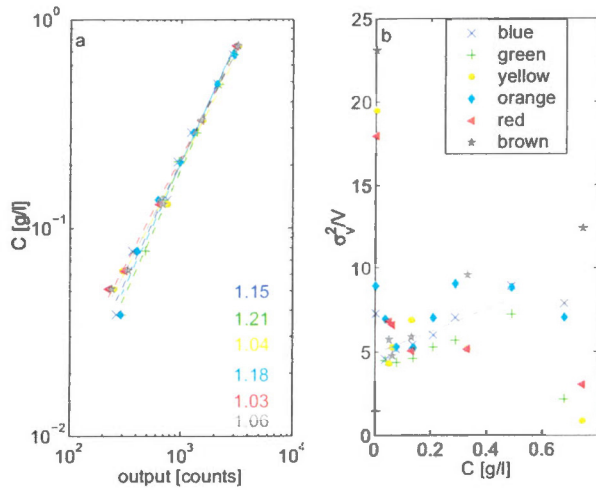 a
10^0
10^-1
10^-2
C [g/l]
1.15
1.21
1.04
1.18
1.03
1.06
10^2
10^3
10^4
output [counts]
b
blue
green
yellow
orange
red
brown
25
20
15
10
5
0
σ_v^2/V
0
0.2
0.4
0.6
C [g/l]